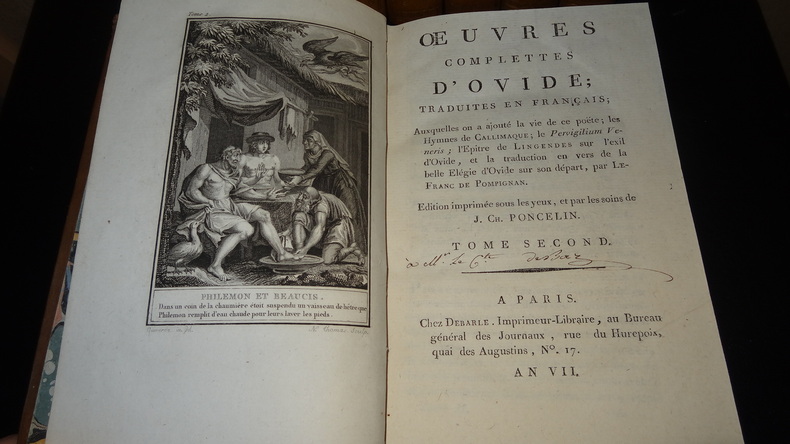 Tome 2.
PHILEMON ET BEAUCIS.
Dans un coin de la chaumière étoit suspendu un vaisseau de hêtre que
Philemon remplit d'eau chaude pour leurs laver les pieds.
ŒUVRES
COMPLETTES
D'OVIDE;
TRADUITES EN FRANÇAIS;
Auxquelles on a ajouté la vie de ce poëte; les
Hymnes de CALLIMAQUE; le Pervigilium Ve-
neris; l'Epitre de LINGENDES sur l'exil
d'Ovide, et la traduction en vers de la
belle Elégie d'Ovide sur son départ, par LE-
FRANC DE POMPIGNAN.
Edition imprimée sous les yeux, et par les soins de
J. CH. PONCELIN.
TOME SECOND.
à Mr. le Cte
A PARIS.
Chez DEBARLE, Imprimeur-Libraire, au Bureau
général des Journaux, rue du Hurepoix,
quai des Augustins, N°. 17.
AN VII.